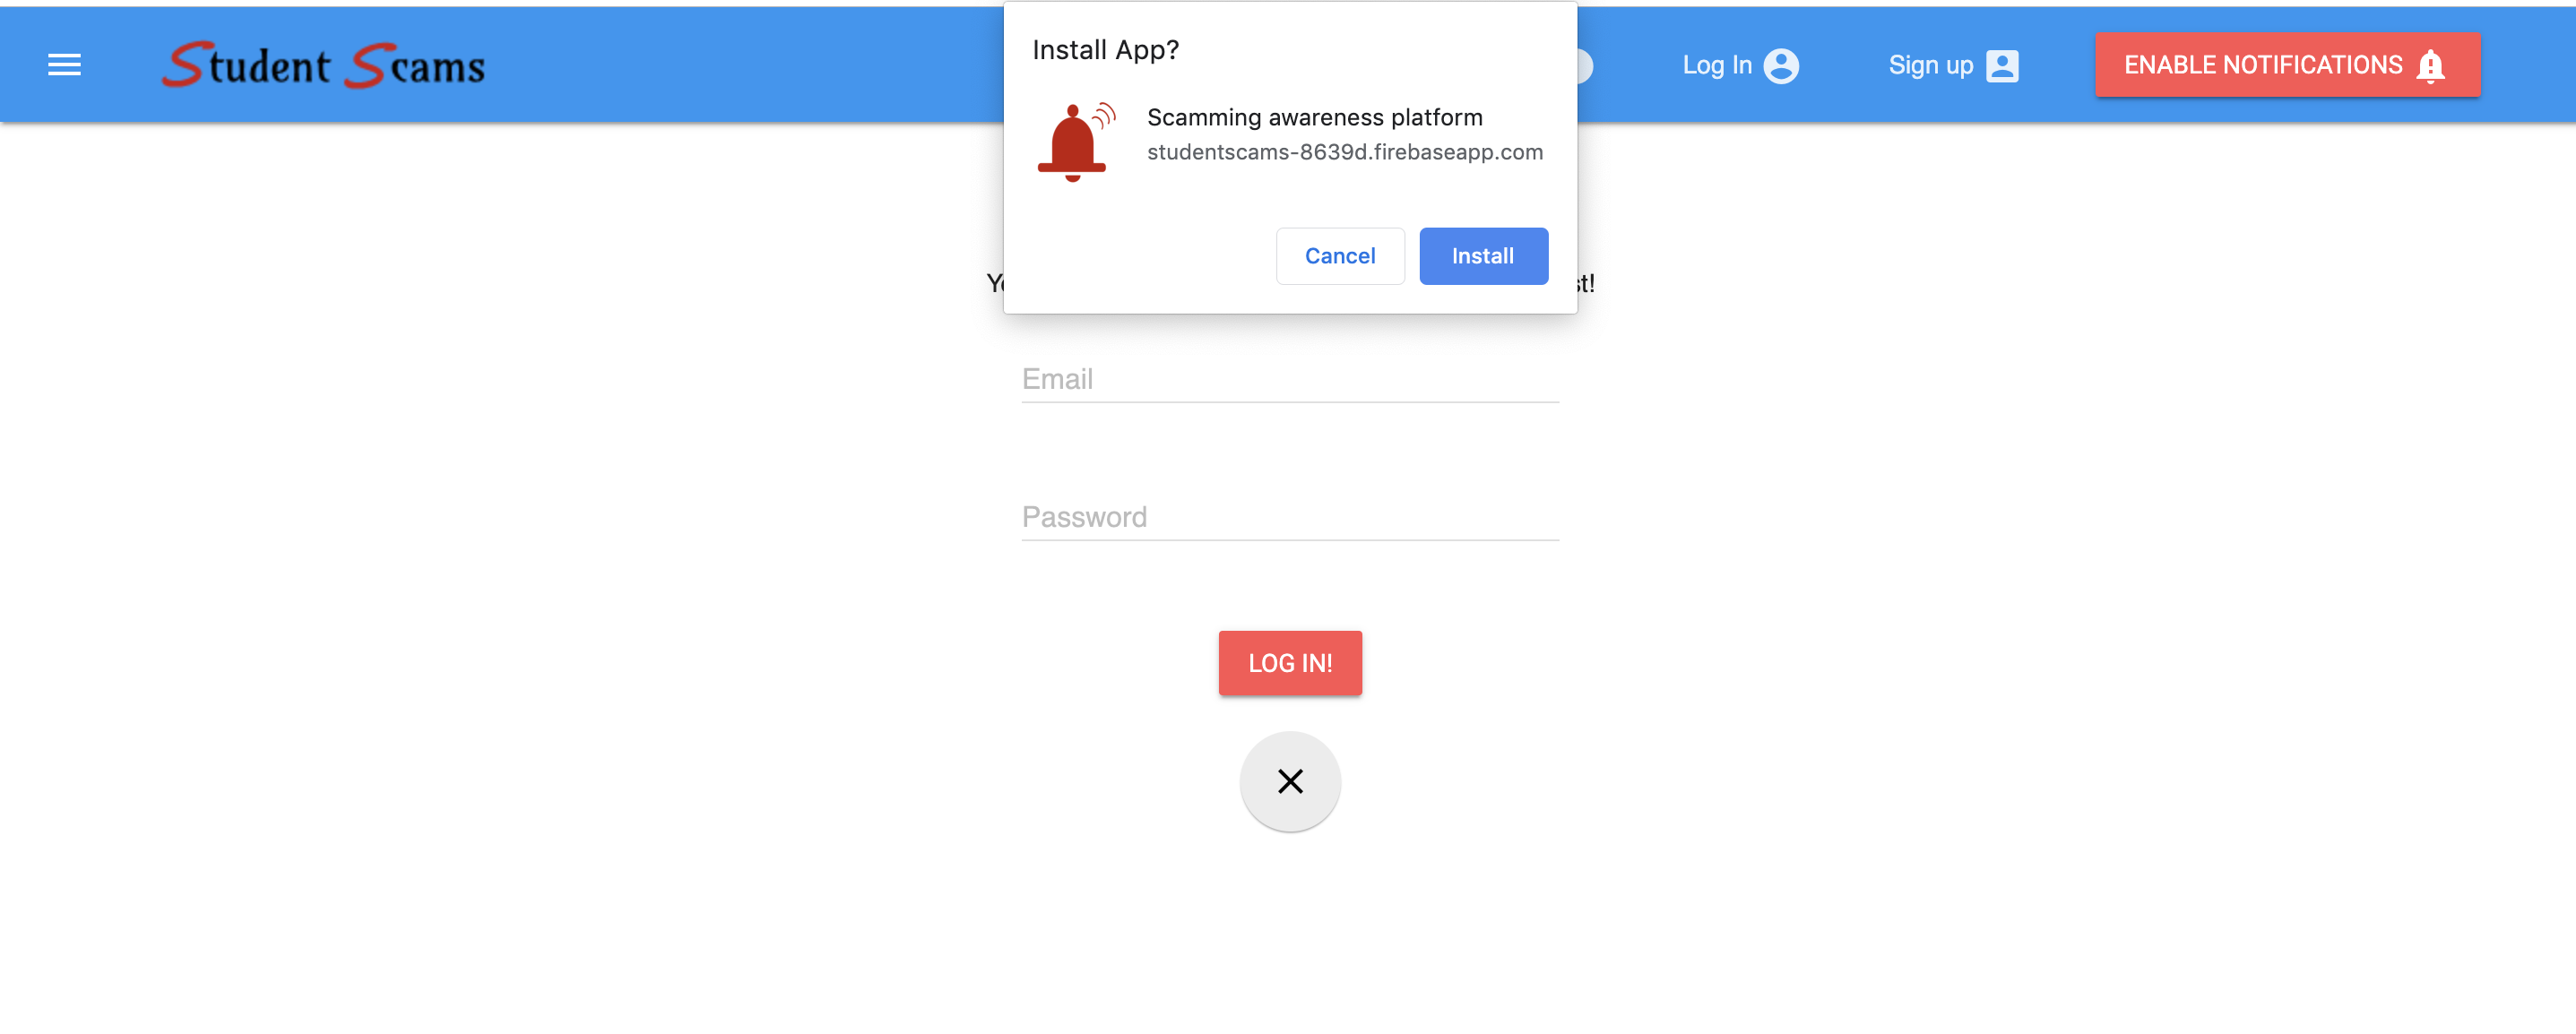 Student Scams
Log In
Sign up
ENABLE NOTIFICATIONS
Install App?
Scamming awareness platform
studentscams-8639d.firebaseapp.com
Cancel
Install
Email
Password
LOG IN!